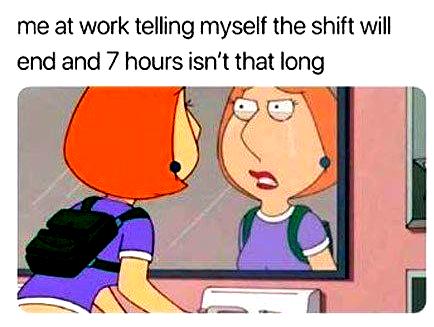 me at work telling myself the shift will
end and 7 hours isn't that long